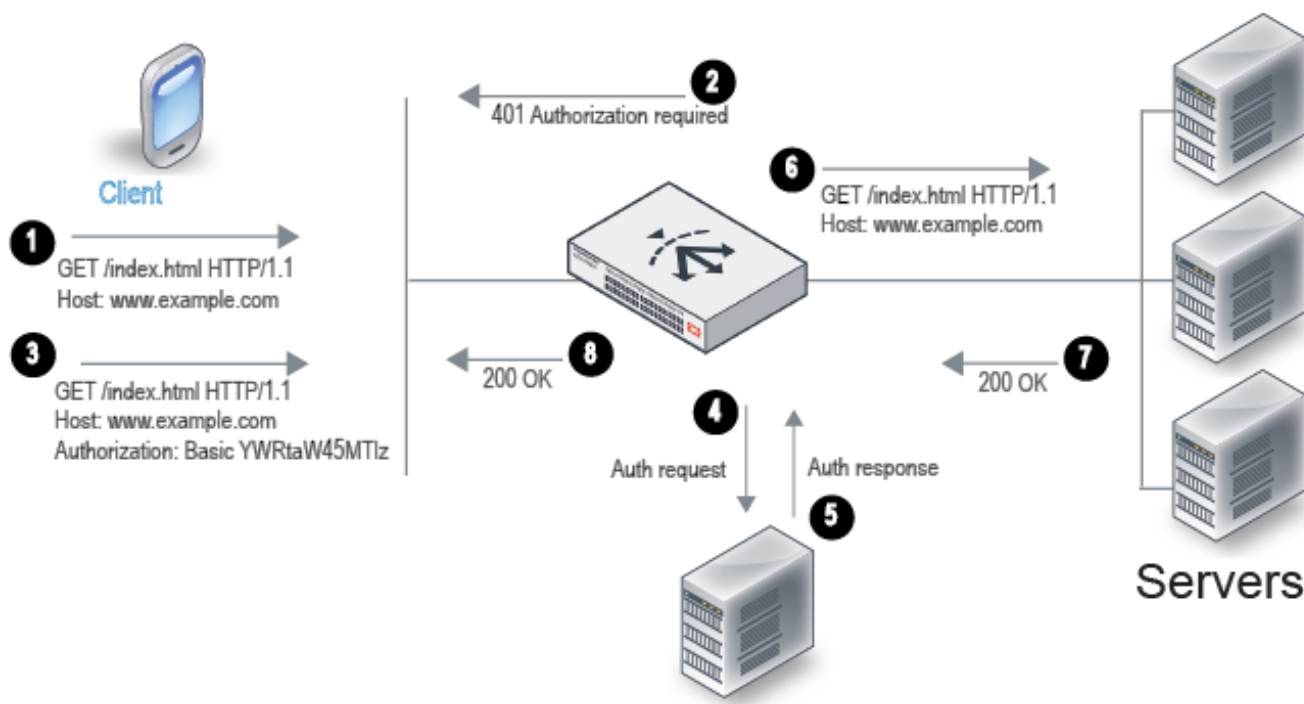 2
401 Authorization required
Client
1
GET /index.html HTTP/1.1
Host: www.example.com
6
GET /index.html HTTP/1.1
Host: www.example.com
3
GET /index.html HTTP/1.1
Host: www.example.com
Authorization: Basic YWRtaW45MTIz
8
200 OK
7
200 OK
4
Auth request
Auth response
5
Servers